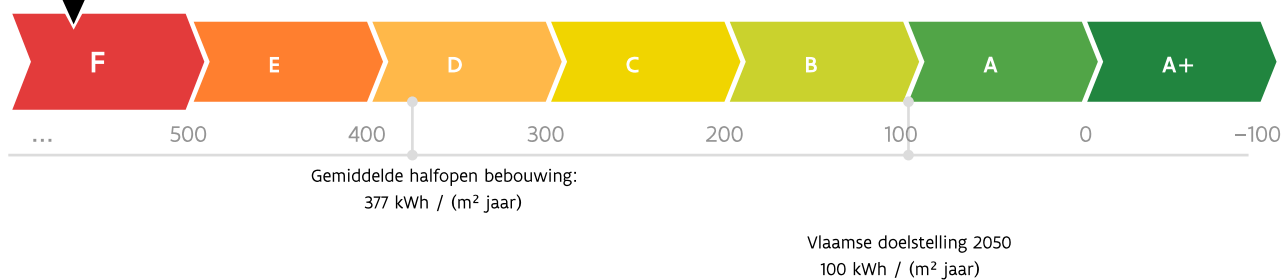 F E D C B A A+
... 500 400 300 200 100 0 −100
Gemiddelde halfopen bebouwing:
377 kWh / (m² jaar)
Vlaamse doelstelling 2050
100 kWh / (m² jaar)